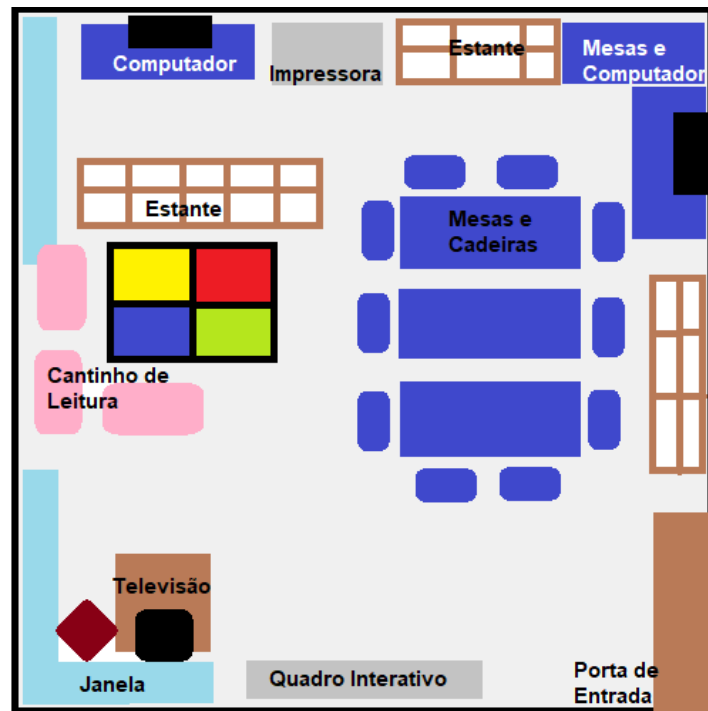 Computador
Impressora
Estante
Mesas e
Computador
Estante
Mesas e
Cadeiras
Cantinho de
Leitura
Televisão
Janela
Quadro Interativo
Porta de
Entrada